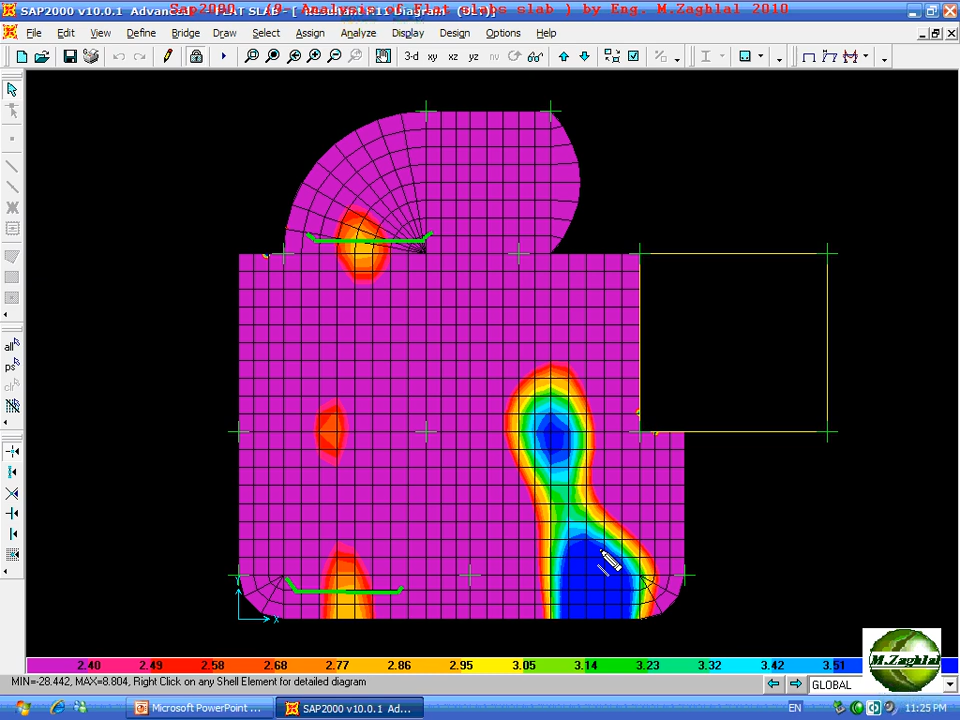 SAP2000 v10.0.1
Sap2000 (9- Analysis of Flat slabs slab ) by Eng. M.Zaghlal 2010
File Edit View Define Bridge Draw Select Assign Analyze Display Design Options Help
3-d xy xz yz nv
all
ps
clr
Y
X
2.40 2.49 2.58 2.68 2.77 2.86 2.95 3.05 3.14 3.23 3.32 3.42 3.51
MIN=-28.442, MAX=8.804, Right Click on any Shell Element for detailed diagram
GLOBAL
M.Zaghlal
Microsoft PowerPoint ...
SAP2000 v10.0.1 Ad...
EN
11:25 PM